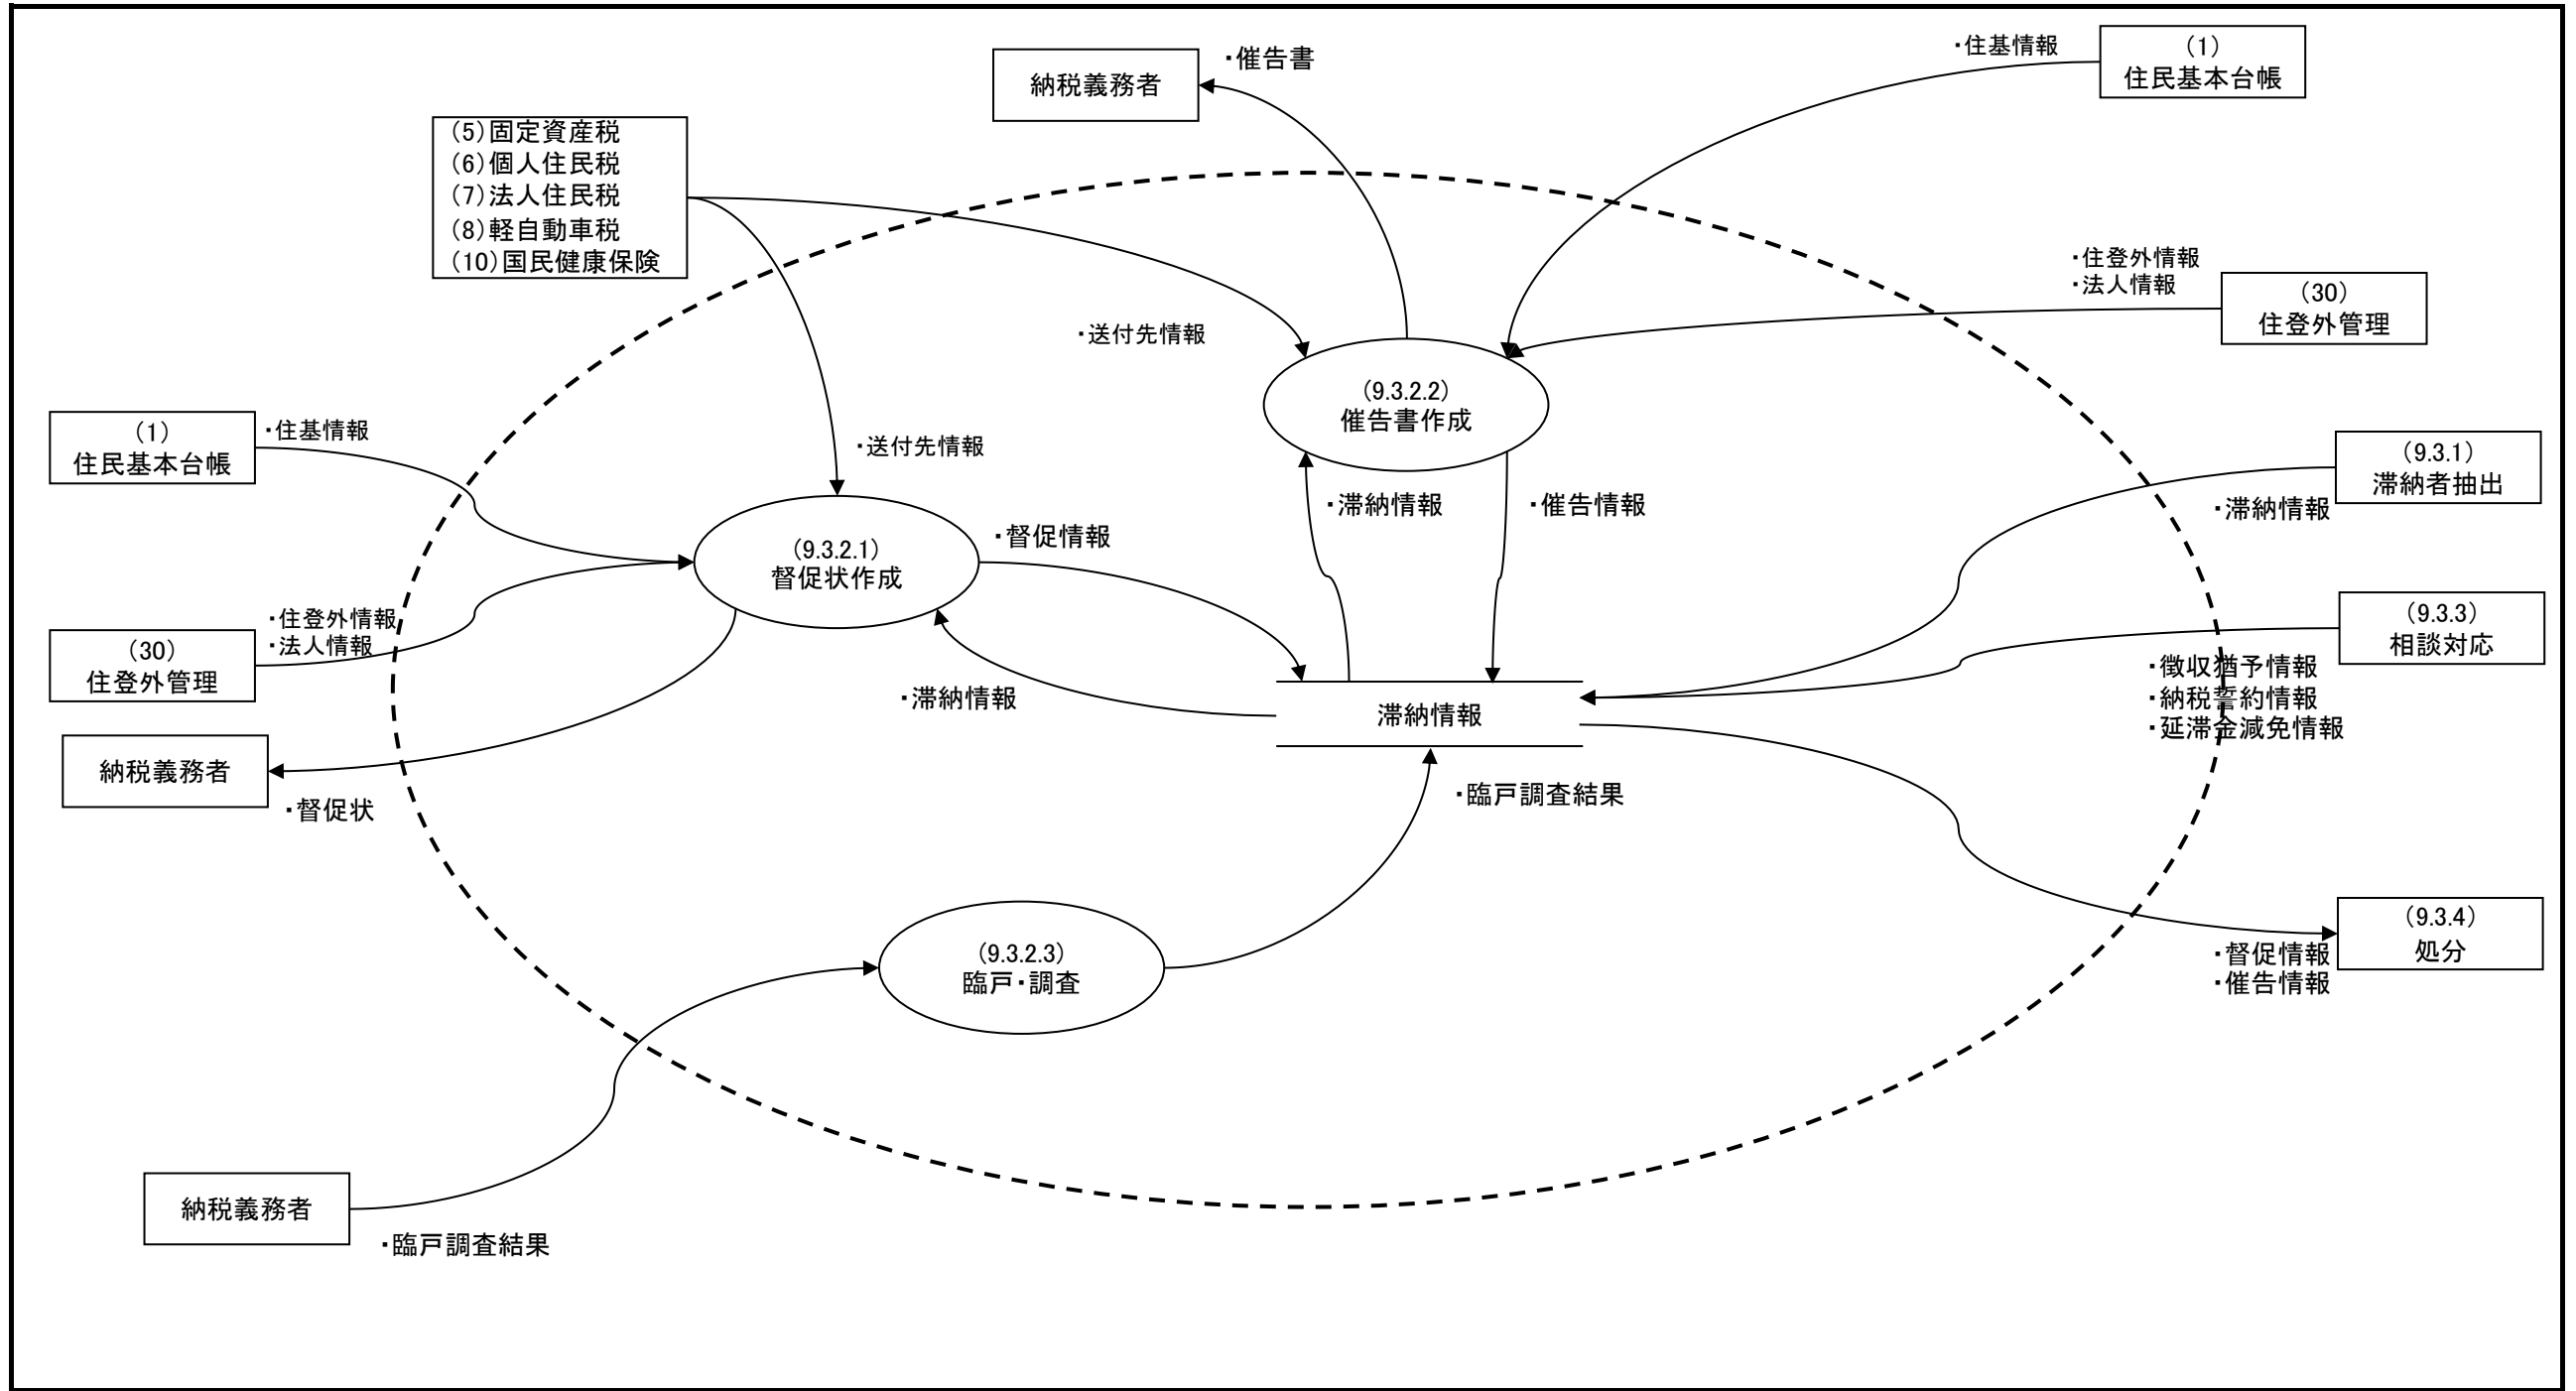 ・催告書
納税義務者
・住基情報
（1）
住民基本台帳
（5）固定資産税
（6）個人住民税
（7）法人住民税
（8）軽自動車税
（10）国民健康保険
・住登外情報
・法人情報
（30）
住登外管理
・送付先情報
（9.3.2.2）
催告書作成
（1）
住民基本台帳
・住基情報
・送付先情報
（9.3.1）
滞納者抽出
・滞納情報
・滞納情報
・催告情報
（9.3.2.1）
督促状作成
・督促情報
・住登外情報
・法人情報
（30）
住登外管理
（9.3.3）
相談対応
・徴収猶予情報
・納税誓約情報
・延滞金減免情報
・滞納情報
滞納情報
納税義務者
・督促状
・臨戸調査結果
（9.3.2.3）
臨戸・調査
（9.3.4）
処分
・督促情報
・催告情報
納税義務者
・臨戸調査結果